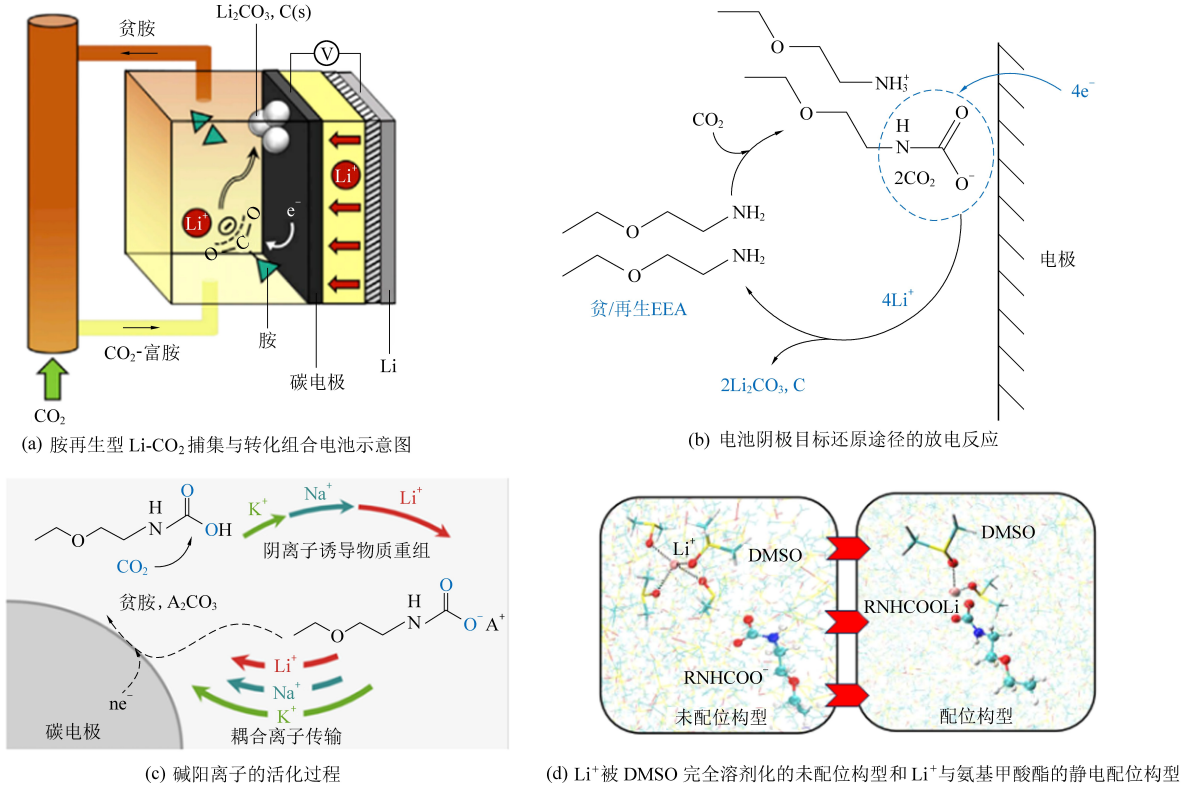 Li₂CO₃, C(s)
贫胺
V
Li⁺
Li⁺
e⁻
O
C
O
CO₂-富胺
胺
碳电极
Li
CO₂
(a) 胺再生型 Li-CO₂ 捕集与转化组合电池示意图
O
NH₃⁺
4e⁻
O
CO₂
H
N
O
2CO₂
O⁻
NH₂
O
NH₂
O
电极
贫/再生EEA
4Li⁺
2Li₂CO₃, C
(b) 电池阴极目标还原途径的放电反应
O
H
N
OH
O
CO₂
K⁺
Na⁺
Li⁺
阴离子诱导物质重组
贫胺, A₂CO₃
O
H
N
O⁻ A⁺
O
Li⁺
Na⁺
K⁺
ne⁻
碳电极
耦合离子传输
(c) 碱阳离子的活化过程
Li⁺
DMSO
RNHCOO⁻
未配位构型
DMSO
RNHCOOLi
配位构型
(d) Li⁺被 DMSO 完全溶剂化的未配位构型和 Li⁺与氨基甲酸酯的静电配位构型